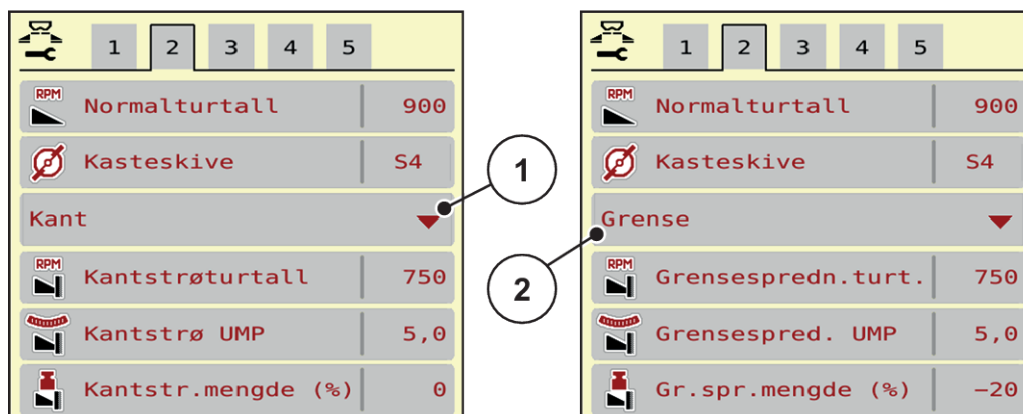 1 2 3 4 5
RPM Normalturtall 900
Kasteskive S4
Kant
RPM Kantstrøturtall 750
Kantstrø UMP 5,0
Kantstr.mengde (%) 0
1
2
1 2 3 4 5
RPM Normalturtall 900
Kasteskive S4
Grense
RPM Grensespredn.turt. 750
Grensespred. UMP 5,0
Gr.spr.mengde (%) −20